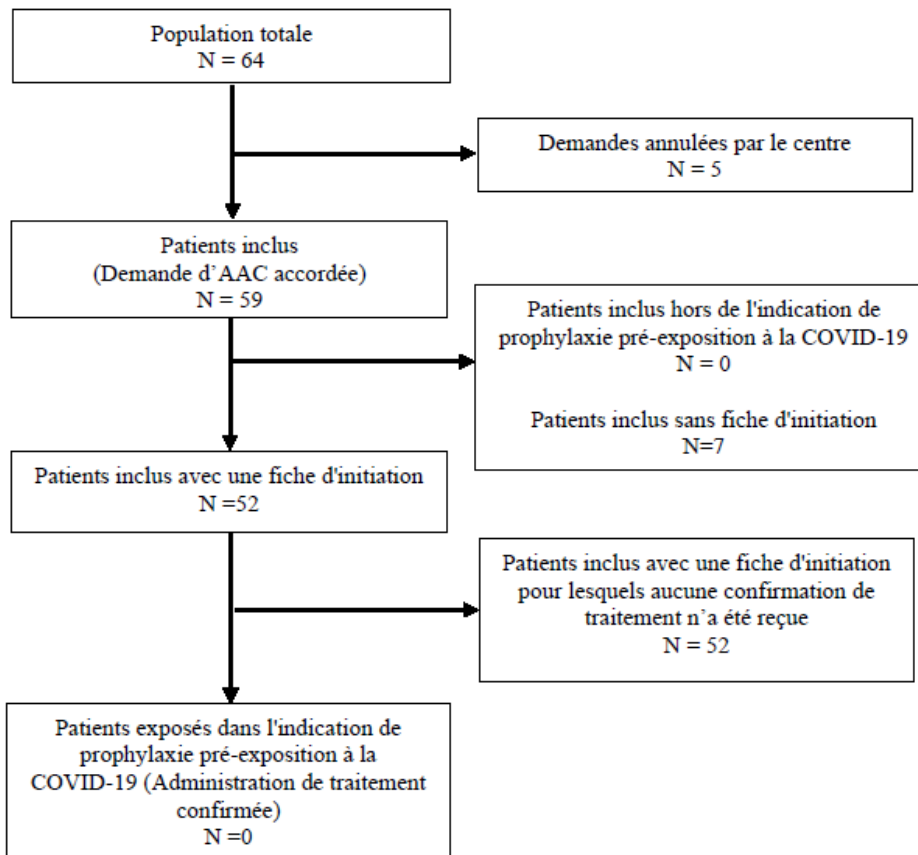 Population totale
N = 64
Demandes annulées par le centre
N = 5
Patients inclus
(Demande d’AAC accordée)
N = 59
Patients inclus hors de l'indication de
prophylaxie pré-exposition à la COVID-19
N = 0
Patients inclus sans fiche d'initiation
N=7
Patients inclus avec une fiche d'initiation
N =52
Patients inclus avec une fiche d'initiation
pour lesquels aucune confirmation de
traitement n’a été reçue
N = 52
Patients exposés dans l'indication de
prophylaxie pré-exposition à la
COVID-19 (Administration de traitement
confirmée)
N =0